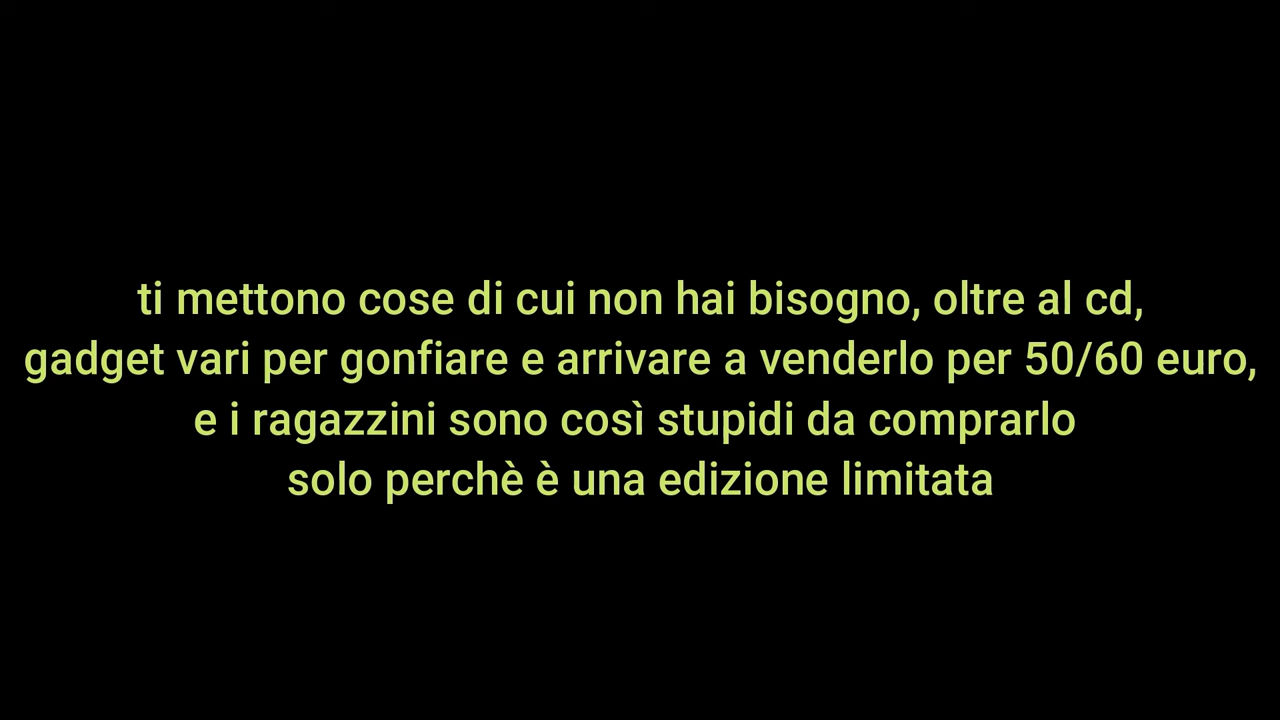 ti mettono cose di cui non hai bisogno, oltre al cd,
gadget vari per gonfiare e arrivare a venderlo per 50/60 euro,
e i ragazzini sono così stupidi da comprarlo
solo perchè è una edizione limitata